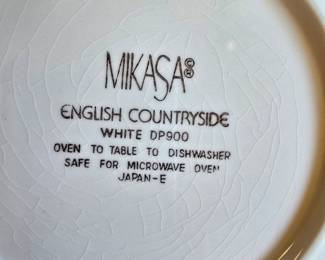 MIKASA©®
ENGLISH COUNTRYSIDE
WHITE DP900
OVEN TO TABLE TO DISHWASHER
SAFE FOR MICROWAVE OVEN
JAPAN-E